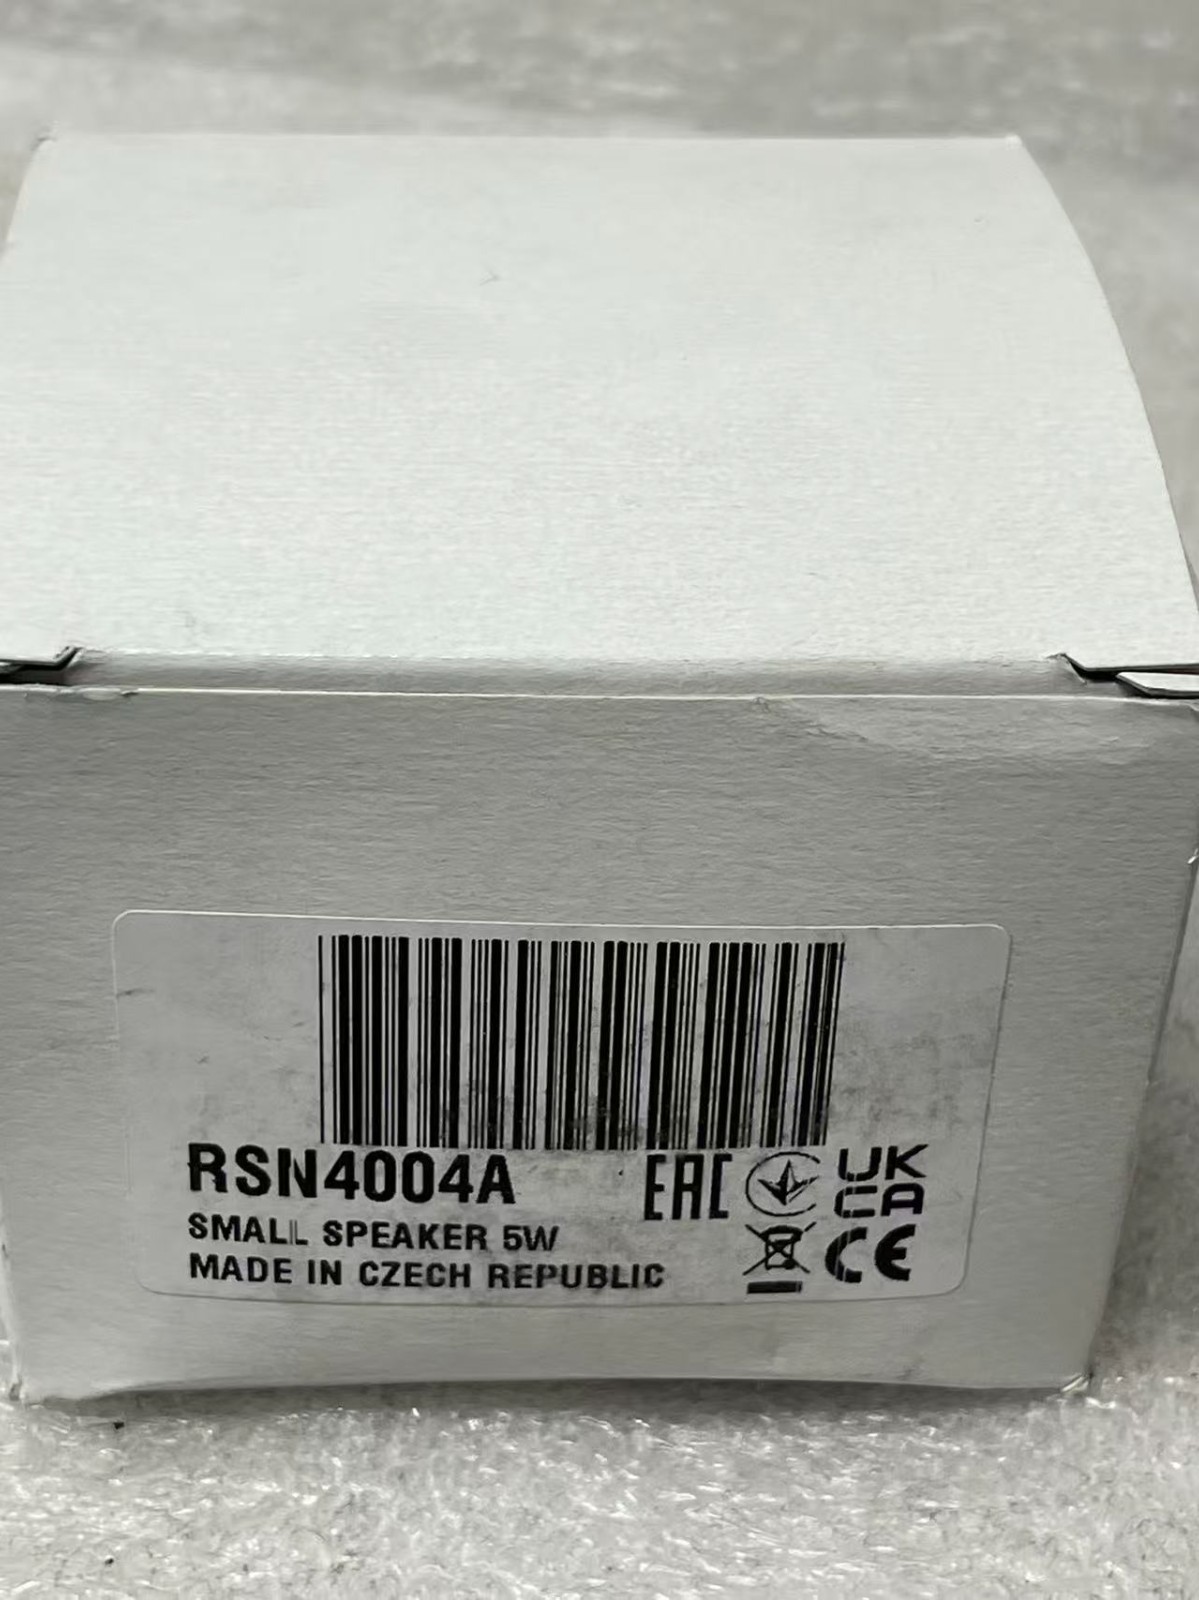 RSN4004A
SMALL SPEAKER 5W
MADE IN CZECH REPUBLIC
EAC
UK
CA
CE